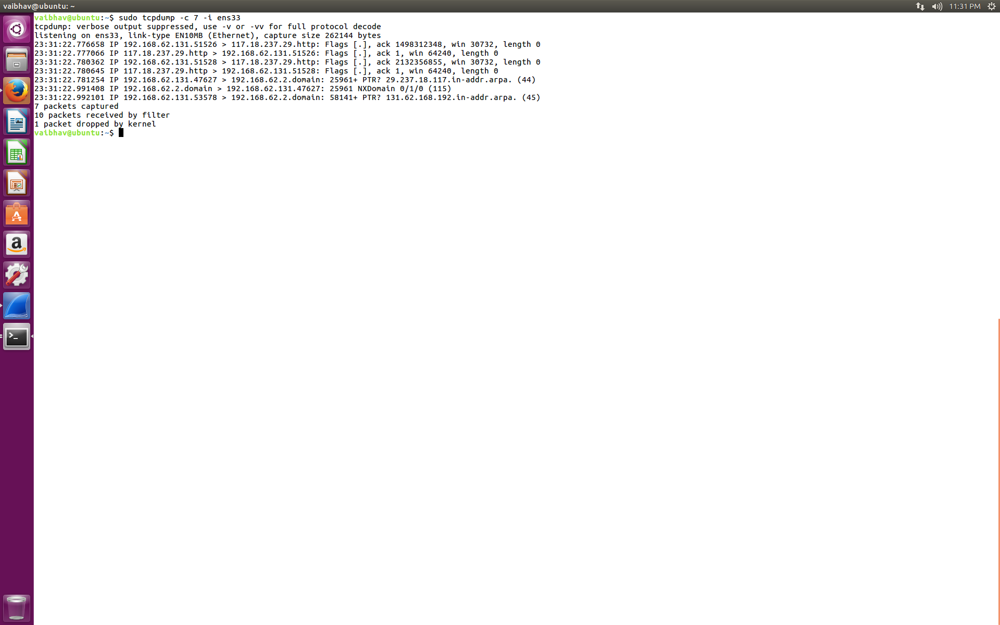 vaibhav@ubuntu: ~
11:31 PM
vaibhav@ubuntu:~$ sudo tcpdump -c 7 -i ens33
tcpdump: verbose output suppressed, use -v or -vv for full protocol decode
listening on ens33, link-type EN10MB (Ethernet), capture size 262144 bytes
23:31:22.776658 IP 192.168.62.131.51526 > 117.18.237.29.http: Flags [.], ack 1498312348, win 30732, length 0
23:31:22.777066 IP 117.18.237.29.http > 192.168.62.131.51526: Flags [.], ack 1, win 64240, length 0
23:31:22.780362 IP 192.168.62.131.51528 > 117.18.237.29.http: Flags [.], ack 2132356855, win 30732, length 0
23:31:22.780645 IP 117.18.237.29.http > 192.168.62.131.51528: Flags [.], ack 1, win 64240, length 0
23:31:22.781254 IP 192.168.62.131.47627 > 192.168.62.2.domain: 25961+ PTR? 29.237.18.117.in-addr.arpa. (44)
23:31:22.991408 IP 192.168.62.2.domain > 192.168.62.131.47627: 25961 NXDomain 0/1/0 (115)
23:31:22.992101 IP 192.168.62.131.53578 > 192.168.62.2.domain: 58141+ PTR? 131.62.168.192.in-addr.arpa. (45)
7 packets captured
10 packets received by filter
1 packet dropped by kernel
vaibhav@ubuntu:~$